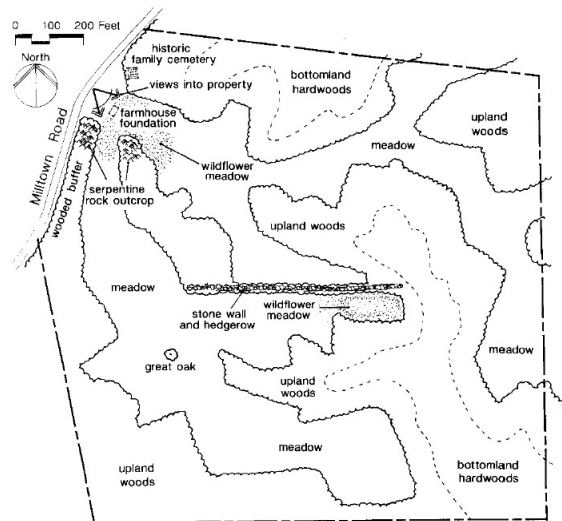 0 100 200 Feet
North
Milltown Road
historic
family cemetery
views into property
farmhouse
foundation
bottomland
hardwoods
upland
woods
meadow
wildflower
meadow
serpentine
rock outcrop
wooded buffer
upland woods
meadow
stone wall
and hedgerow
wildflower
meadow
meadow
great oak
upland
woods
meadow
upland
woods
bottomland
hardwoods